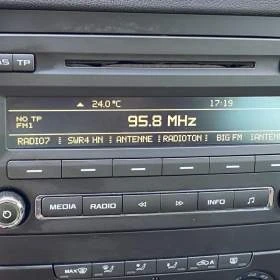 AS TP
24.0°C 17:19
NO TP
FM1
95.8 MHz
RADIO7 SWR4 HN ANTENNE RADIOTON BIG FM ANTENNE
MEDIA RADIO INFO
MAX A